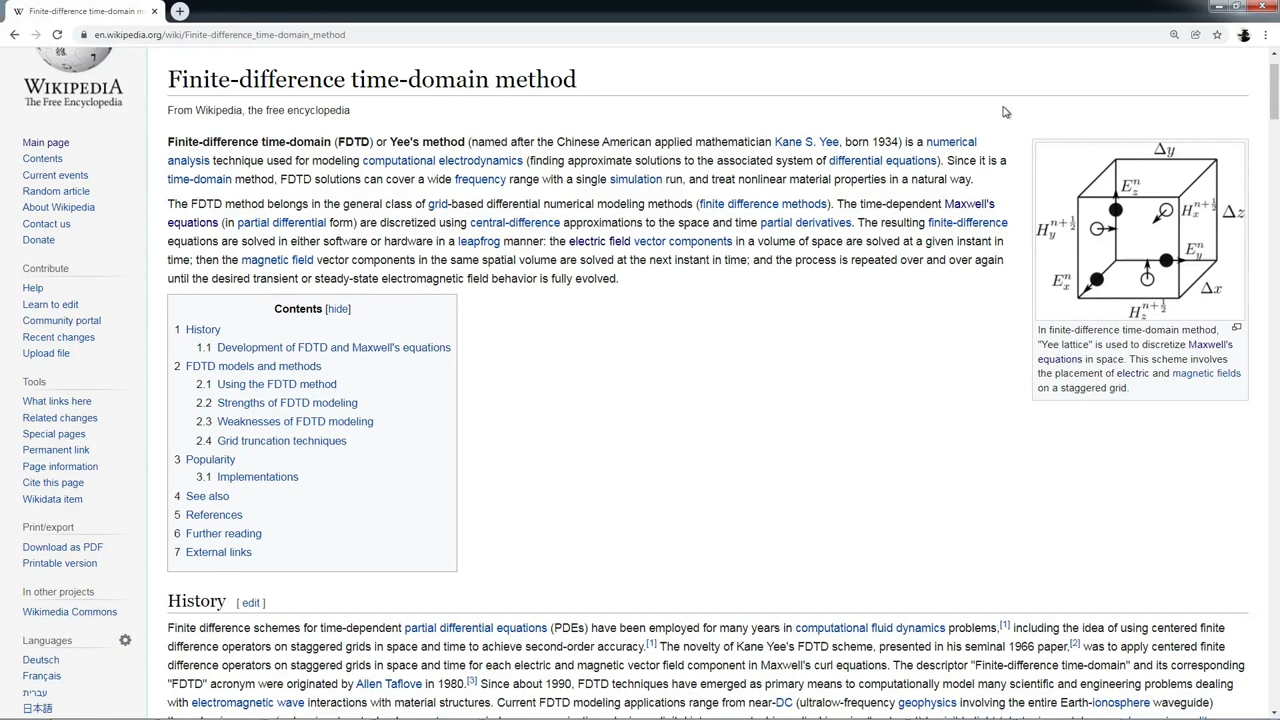 Finite-difference time-domain m
en.wikipedia.org/wiki/Finite-difference_time-domain_method
WIKIPEDIA
The Free Encyclopedia
Main page
Contents
Current events
Random article
About Wikipedia
Contact us
Donate
Contribute
Help
Learn to edit
Community portal
Recent changes
Upload file
Tools
What links here
Related changes
Special pages
Permanent link
Page information
Cite this page
Wikidata item
Print/export
Download as PDF
Printable version
In other projects
Wikimedia Commons
Languages
Deutsch
Français
עברית
日本語
Finite-difference time-domain method
From Wikipedia, the free encyclopedia
Finite-difference time-domain (FDTD) or Yee's method (named after the Chinese American applied mathematician Kane S. Yee, born 1934) is a numerical
analysis technique used for modeling computational electrodynamics (finding approximate solutions to the associated system of differential equations). Since it is a
time-domain method, FDTD solutions can cover a wide frequency range with a single simulation run, and treat nonlinear material properties in a natural way.
The FDTD method belongs in the general class of grid-based differential numerical modeling methods (finite difference methods). The time-dependent Maxwell's
equations (in partial differential form) are discretized using central-difference approximations to the space and time partial derivatives. The resulting finite-difference
equations are solved in either software or hardware in a leapfrog manner: the electric field vector components in a volume of space are solved at a given instant in
time; then the magnetic field vector components in the same spatial volume are solved at the next instant in time; and the process is repeated over and over again
until the desired transient or steady-state electromagnetic field behavior is fully evolved.
Δy
E_z^n
H_x^{n+1/2}
Δz
H_y^{n+1/2}
E_y^n
E_x^n
Δx
H_z^{n+1/2}
In finite-difference time-domain method,
"Yee lattice" is used to discretize Maxwell's
equations in space. This scheme involves
the placement of electric and magnetic fields
on a staggered grid.
Contents [hide]
1 History
1.1 Development of FDTD and Maxwell's equations
2 FDTD models and methods
2.1 Using the FDTD method
2.2 Strengths of FDTD modeling
2.3 Weaknesses of FDTD modeling
2.4 Grid truncation techniques
3 Popularity
3.1 Implementations
4 See also
5 References
6 Further reading
7 External links
History [ edit ]
Finite difference schemes for time-dependent partial differential equations (PDEs) have been employed for many years in computational fluid dynamics problems,[1] including the idea of using centered finite
difference operators on staggered grids in space and time to achieve second-order accuracy.[1] The novelty of Kane Yee's FDTD scheme, presented in his seminal 1966 paper,[2] was to apply centered finite
difference operators on staggered grids in space and time for each electric and magnetic vector field component in Maxwell's curl equations. The descriptor "Finite-difference time-domain" and its corresponding
"FDTD" acronym were originated by Allen Taflove in 1980.[3] Since about 1990, FDTD techniques have emerged as primary means to computationally model many scientific and engineering problems dealing
with electromagnetic wave interactions with material structures. Current FDTD modeling applications range from near-DC (ultralow-frequency geophysics involving the entire Earth-ionosphere waveguide)